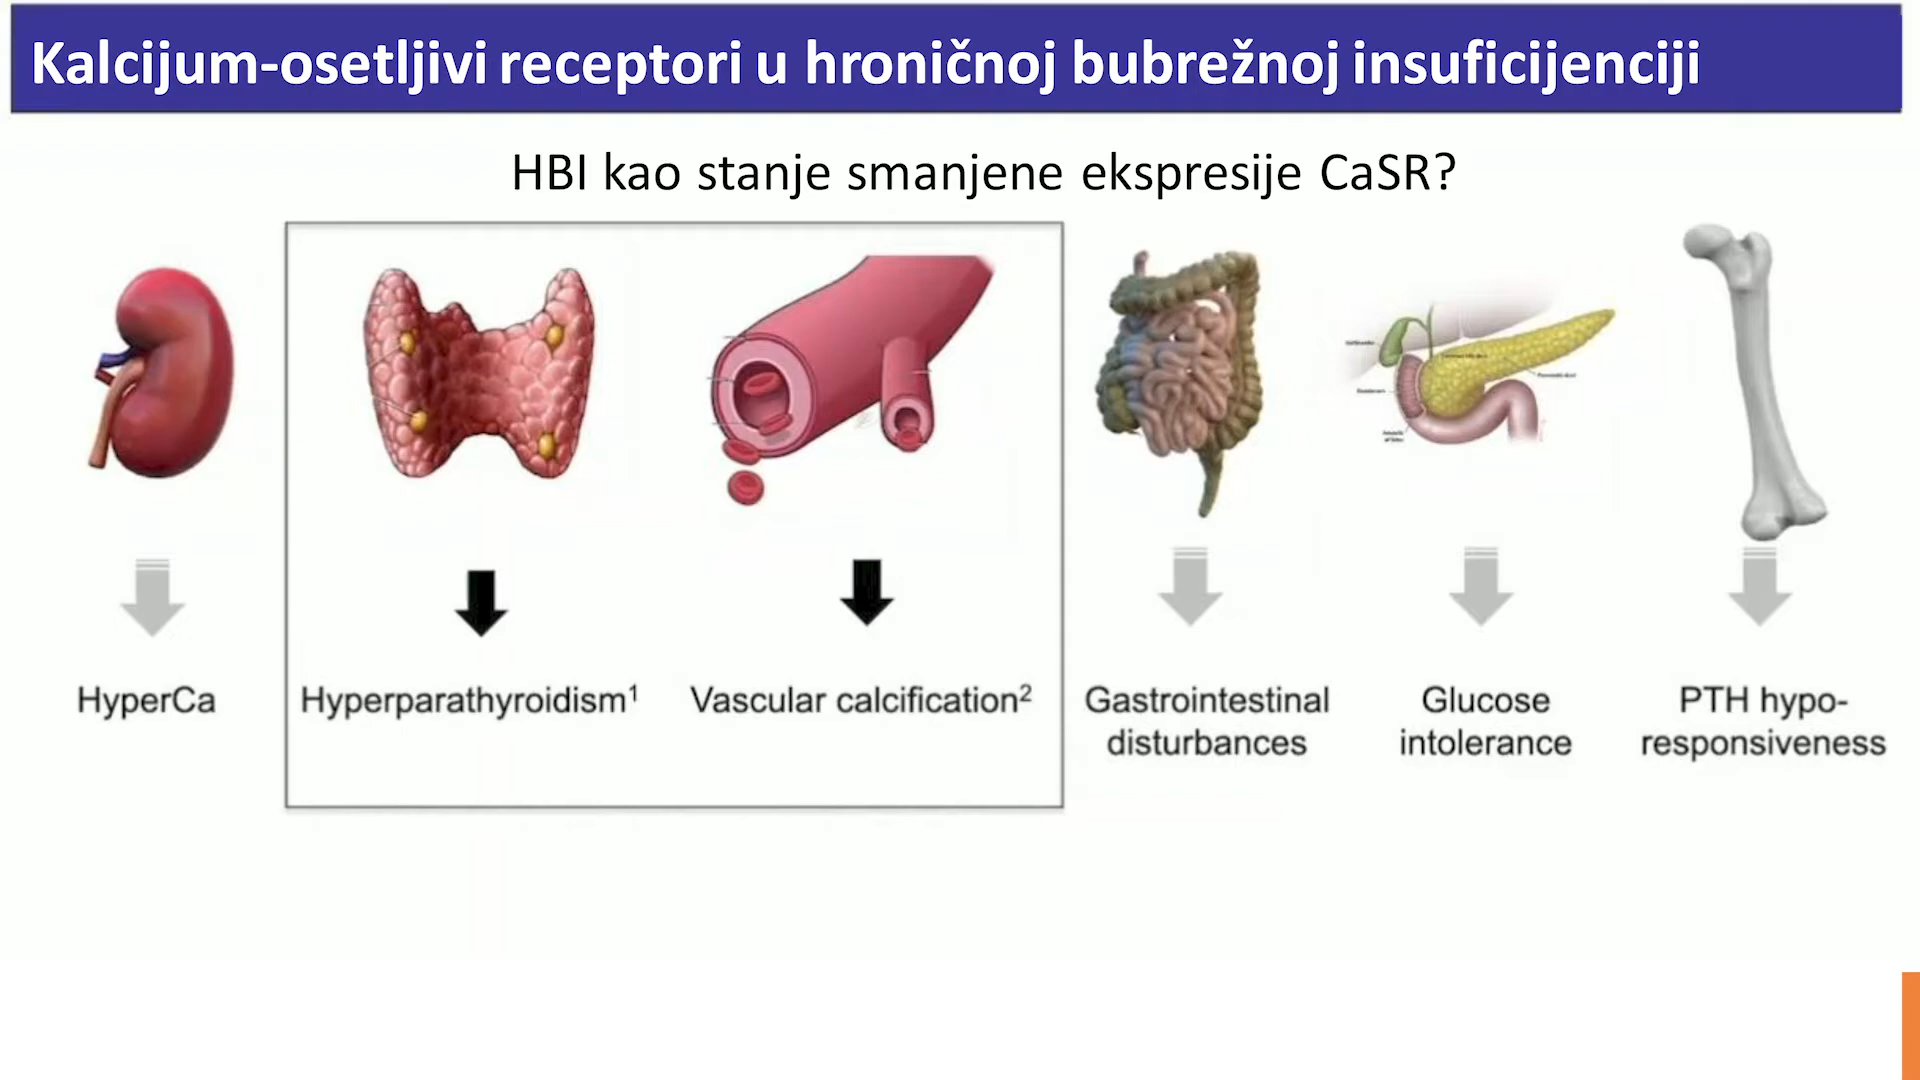 Kalcijum-osetljivi receptori u hroničnoj bubrežnoj insuficijenciji
HBI kao stanje smanjene ekspresije CaSR?
HyperCa
Hyperparathyroidism¹
Vascular calcification²
Gastrointestinal
disturbances
Glucose
intolerance
PTH hypo-
responsiveness